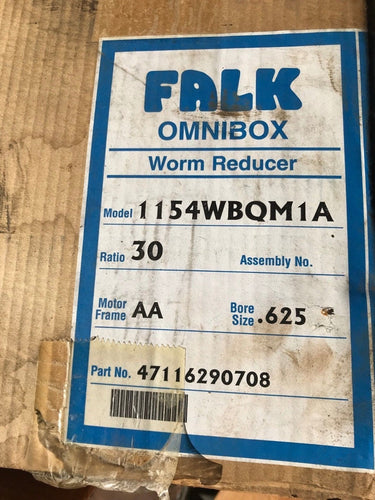 FALK
OMNIBOX
Worm Reducer
Model 1154WBQM1A
Ratio 30 Assembly No.
Motor Frame AA Bore Size .625
Part No. 47116290708